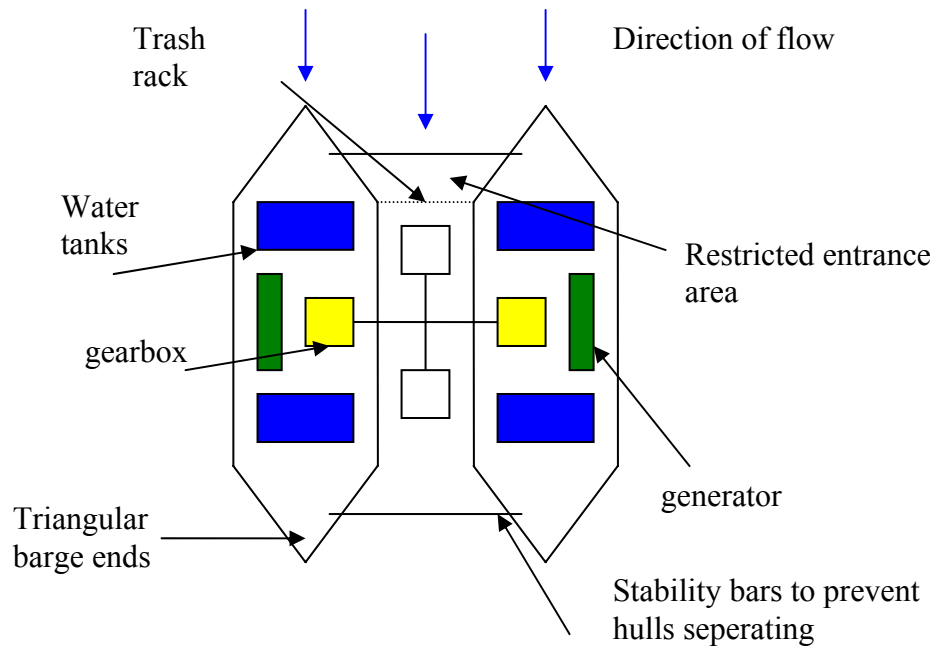 Trash
rack
Direction of flow
Water
tanks
Restricted entrance
area
gearbox
generator
Triangular
barge ends
Stability bars to prevent
hulls seperating